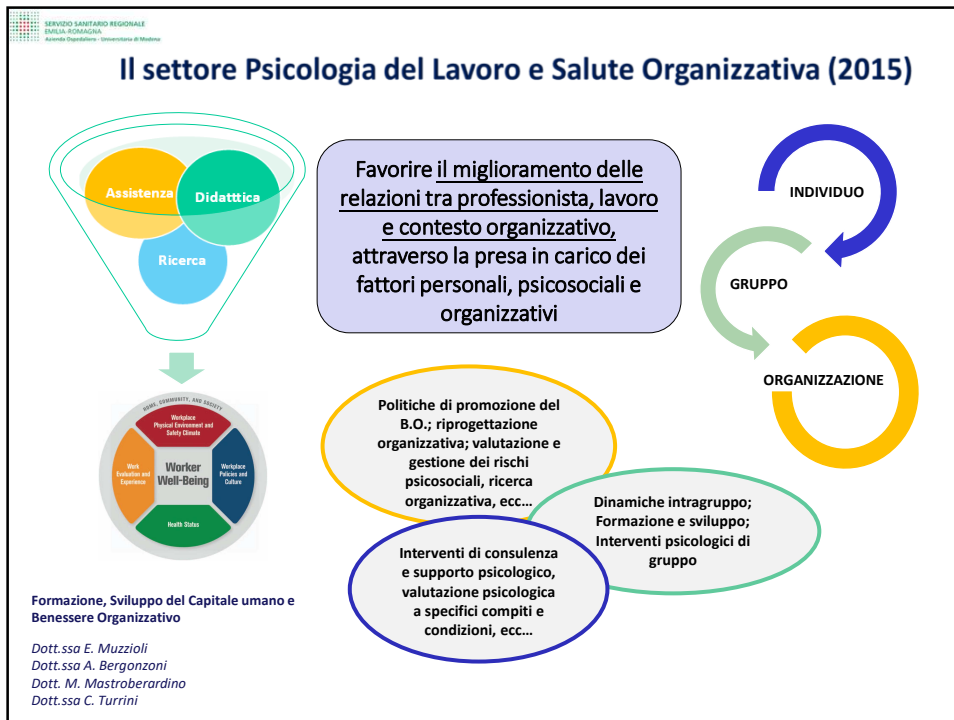 SERVIZIO SANITARIO REGIONALE
EMILIA-ROMAGNA
Azienda Ospedaliero - Universitaria di Modena
Il settore Psicologia del Lavoro e Salute Organizzativa (2015)
Assistenza
Didatttica
Ricerca
Favorire il miglioramento delle
relazioni tra professionista, lavoro
e contesto organizzativo,
attraverso la presa in carico dei
fattori personali, psicosociali e
organizzativi
INDIVIDUO
GRUPPO
ORGANIZZAZIONE
HOME, COMMUNITY, AND SOCIETY
Workplace
Physical Environment and
Safety Climate
Work
Evaluation and
Experience
Worker
Well-Being
Workplace
Policies and
Culture
Health Status
Politiche di promozione del
B.O.; riprogettazione
organizzativa; valutazione e
gestione dei rischi
psicosociali, ricerca
organizzativa, ecc...
Dinamiche intragruppo;
Formazione e sviluppo;
Interventi psicologici di
gruppo
Interventi di consulenza
e supporto psicologico,
valutazione psicologica
a specifici compiti e
condizioni, ecc...
Formazione, Sviluppo del Capitale umano e
Benessere Organizzativo
Dott.ssa E. Muzzioli
Dott.ssa A. Bergonzoni
Dott. M. Mastroberardino
Dott.ssa C. Turrini